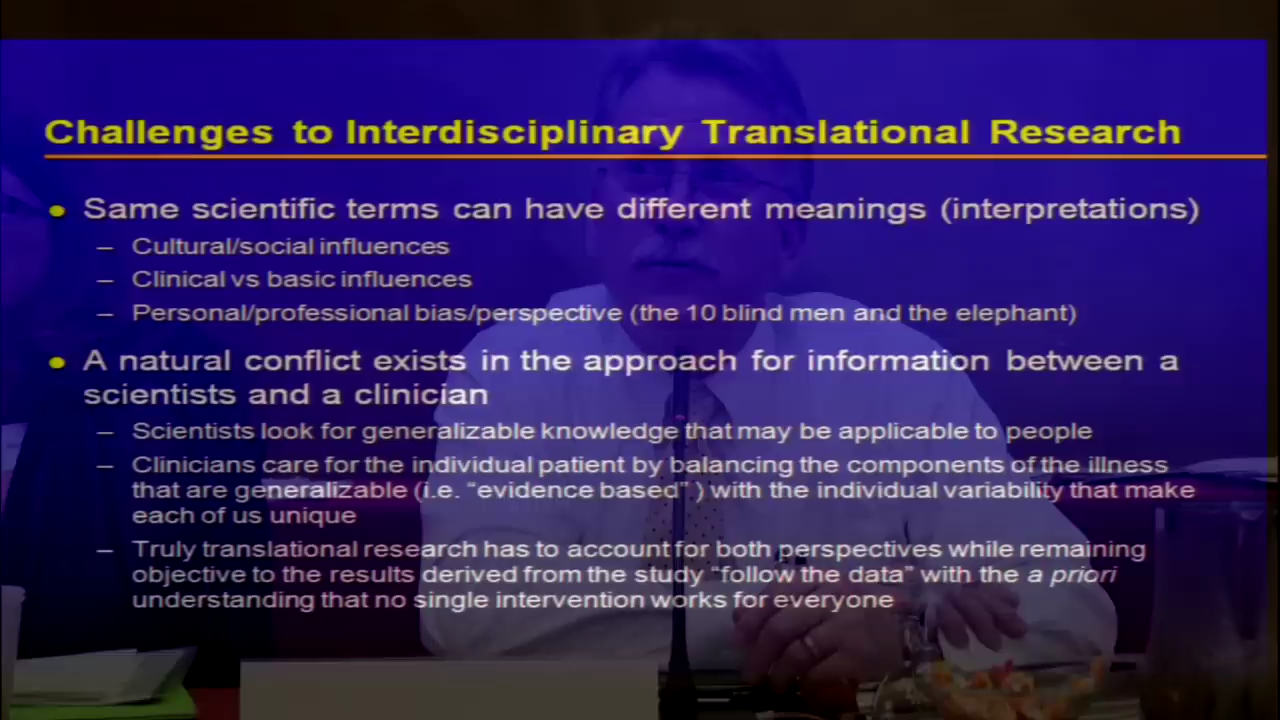 Challenges to Interdisciplinary Translational Research
• Same scientific terms can have different meanings (interpretations)
– Cultural/social influences
– Clinical vs basic influences
– Personal/professional bias/perspective (the 10 blind men and the elephant)
• A natural conflict exists in the approach for information between a
scientists and a clinician
– Scientists look for generalizable knowledge that may be applicable to people
– Clinicians care for the individual patient by balancing the components of the illness
that are generalizable (i.e. “evidence based” ) with the individual variability that make
each of us unique
– Truly translational research has to account for both perspectives while remaining
objective to the results derived from the study “follow the data” with the a priori
understanding that no single intervention works for everyone